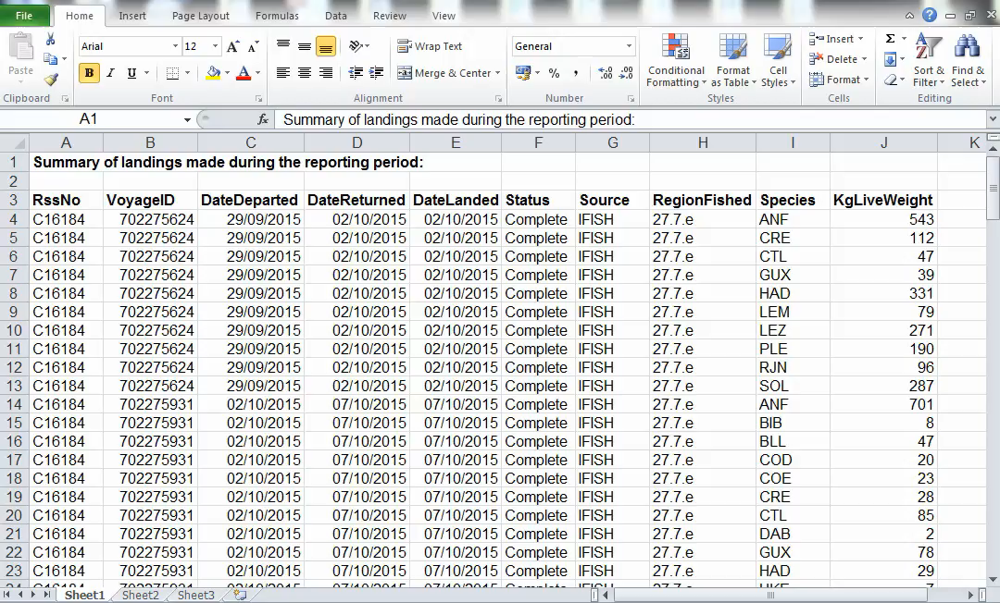 File Home Insert Page Layout Formulas Data Review View
Paste
Clipboard
Arial 12
B I U
Font
Wrap Text
Merge & Center
Alignment
General
Number
Conditional Formatting
Format as Table
Cell Styles
Styles
Insert
Delete
Format
Cells
Sort & Filter
Find & Select
Editing
A1 fx Summary of landings made during the reporting period:
A B C D E F G H I J K
1 Summary of landings made during the reporting period:
2
3 RssNo VoyageID DateDeparted DateReturned DateLanded Status Source RegionFished Species KgLiveWeight
4 C16184 702275624 29/09/2015 02/10/2015 02/10/2015 Complete IFISH 27.7.e ANF 543
5 C16184 702275624 29/09/2015 02/10/2015 02/10/2015 Complete IFISH 27.7.e CRE 112
6 C16184 702275624 29/09/2015 02/10/2015 02/10/2015 Complete IFISH 27.7.e CTL 47
7 C16184 702275624 29/09/2015 02/10/2015 02/10/2015 Complete IFISH 27.7.e GUX 39
8 C16184 702275624 29/09/2015 02/10/2015 02/10/2015 Complete IFISH 27.7.e HAD 331
9 C16184 702275624 29/09/2015 02/10/2015 02/10/2015 Complete IFISH 27.7.e LEM 79
10 C16184 702275624 29/09/2015 02/10/2015 02/10/2015 Complete IFISH 27.7.e LEZ 271
11 C16184 702275624 29/09/2015 02/10/2015 02/10/2015 Complete IFISH 27.7.e PLE 190
12 C16184 702275624 29/09/2015 02/10/2015 02/10/2015 Complete IFISH 27.7.e RJN 96
13 C16184 702275624 29/09/2015 02/10/2015 02/10/2015 Complete IFISH 27.7.e SOL 287
14 C16184 702275931 02/10/2015 07/10/2015 07/10/2015 Complete IFISH 27.7.e ANF 701
15 C16184 702275931 02/10/2015 07/10/2015 07/10/2015 Complete IFISH 27.7.e BIB 8
16 C16184 702275931 02/10/2015 07/10/2015 07/10/2015 Complete IFISH 27.7.e BLL 47
17 C16184 702275931 02/10/2015 07/10/2015 07/10/2015 Complete IFISH 27.7.e COD 20
18 C16184 702275931 02/10/2015 07/10/2015 07/10/2015 Complete IFISH 27.7.e COE 23
19 C16184 702275931 02/10/2015 07/10/2015 07/10/2015 Complete IFISH 27.7.e CRE 28
20 C16184 702275931 02/10/2015 07/10/2015 07/10/2015 Complete IFISH 27.7.e CTL 85
21 C16184 702275931 02/10/2015 07/10/2015 07/10/2015 Complete IFISH 27.7.e DAB 2
22 C16184 702275931 02/10/2015 07/10/2015 07/10/2015 Complete IFISH 27.7.e GUX 78
23 C16184 702275931 02/10/2015 07/10/2015 07/10/2015 Complete IFISH 27.7.e HAD 29
Sheet1 Sheet2 Sheet3